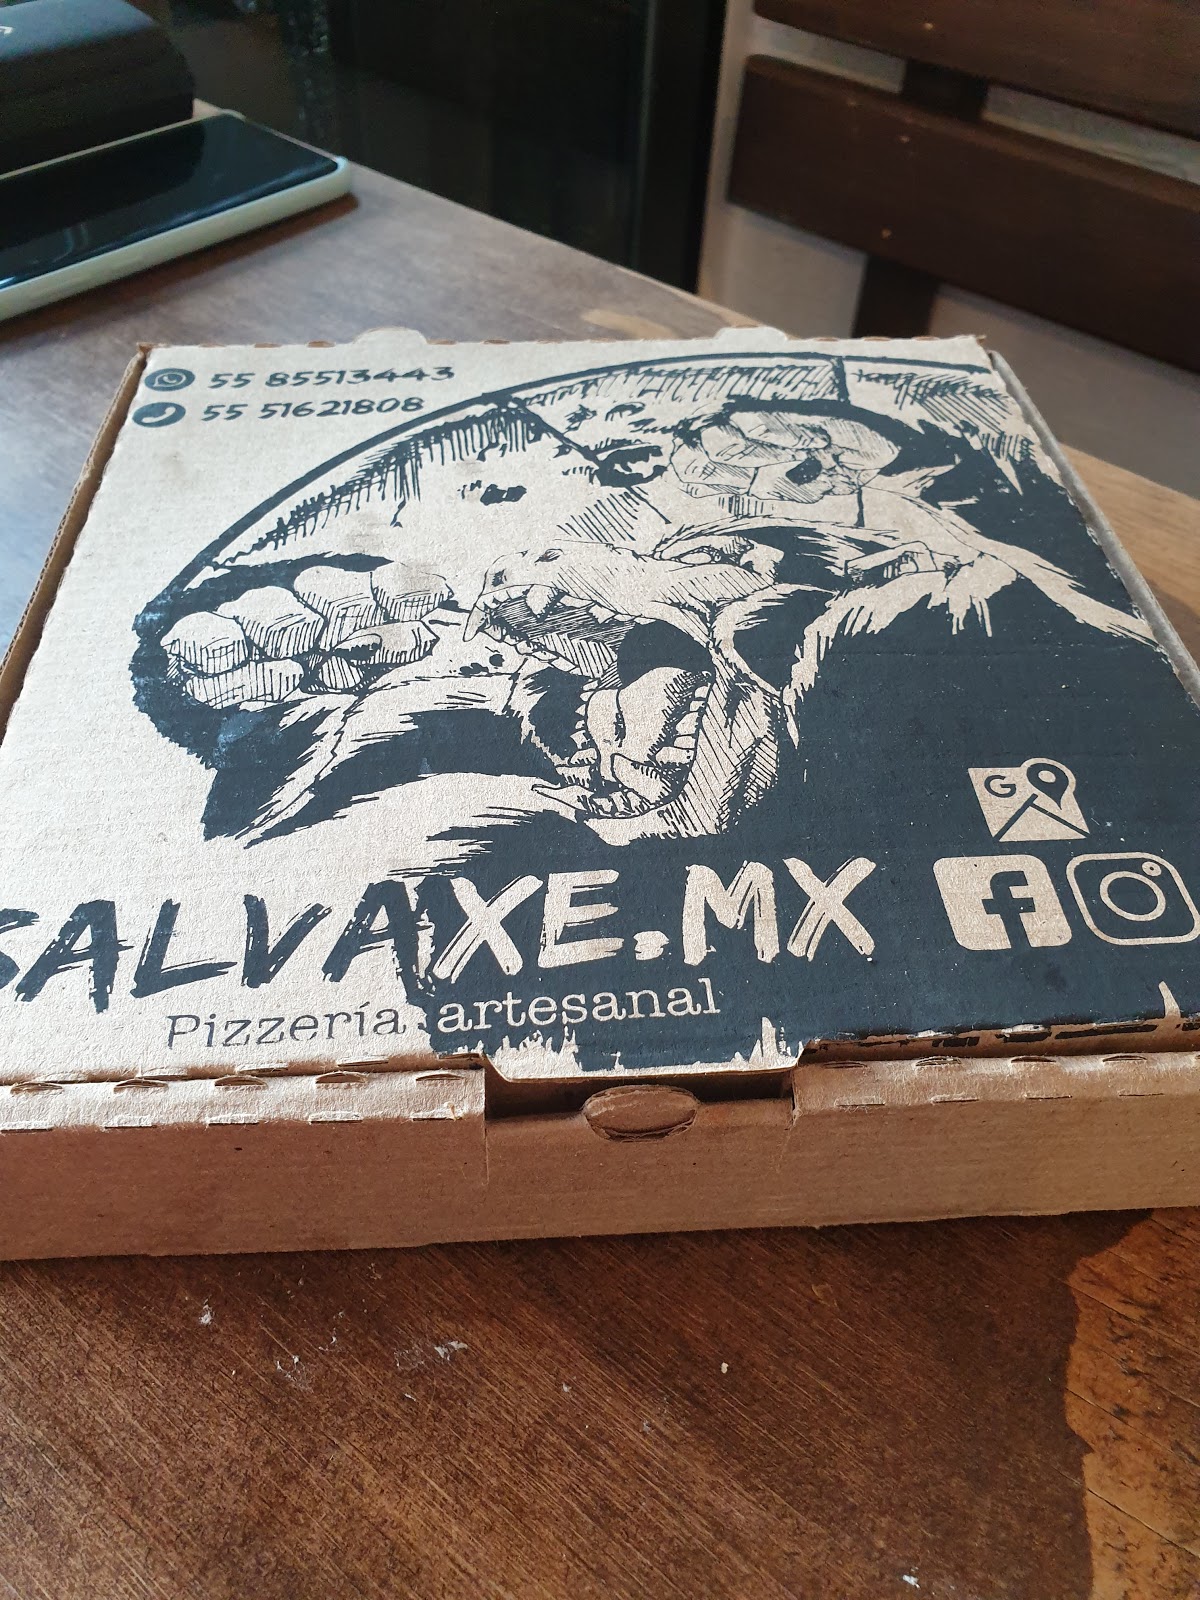 55 85513443
55 51621808
G
SALVAXE.MX
Pizzería artesanal